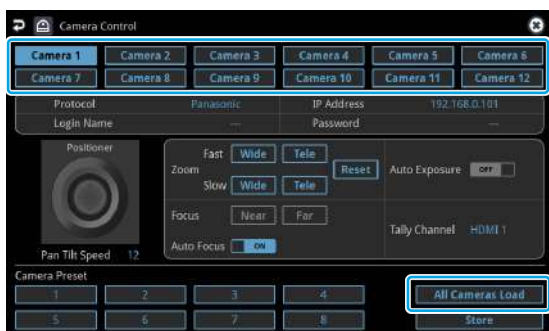 Camera Control
Camera 1 Camera 2 Camera 3 Camera 4 Camera 5 Camera 6
Camera 7 Camera 8 Camera 9 Camera 10 Camera 11 Camera 12
Protocol Panasonic IP Address 192.168.0.101
Login Name --- Password ---
Positioner
Fast Wide Tele
Zoom Reset Auto Exposure OFF
Slow Wide Tele
Focus Near Far
Tally Channel HDMI 1
Auto Focus ON
Pan Tilt Speed 12
Camera Preset
1 2 3 4 All Cameras Load
5 6 7 8 Store